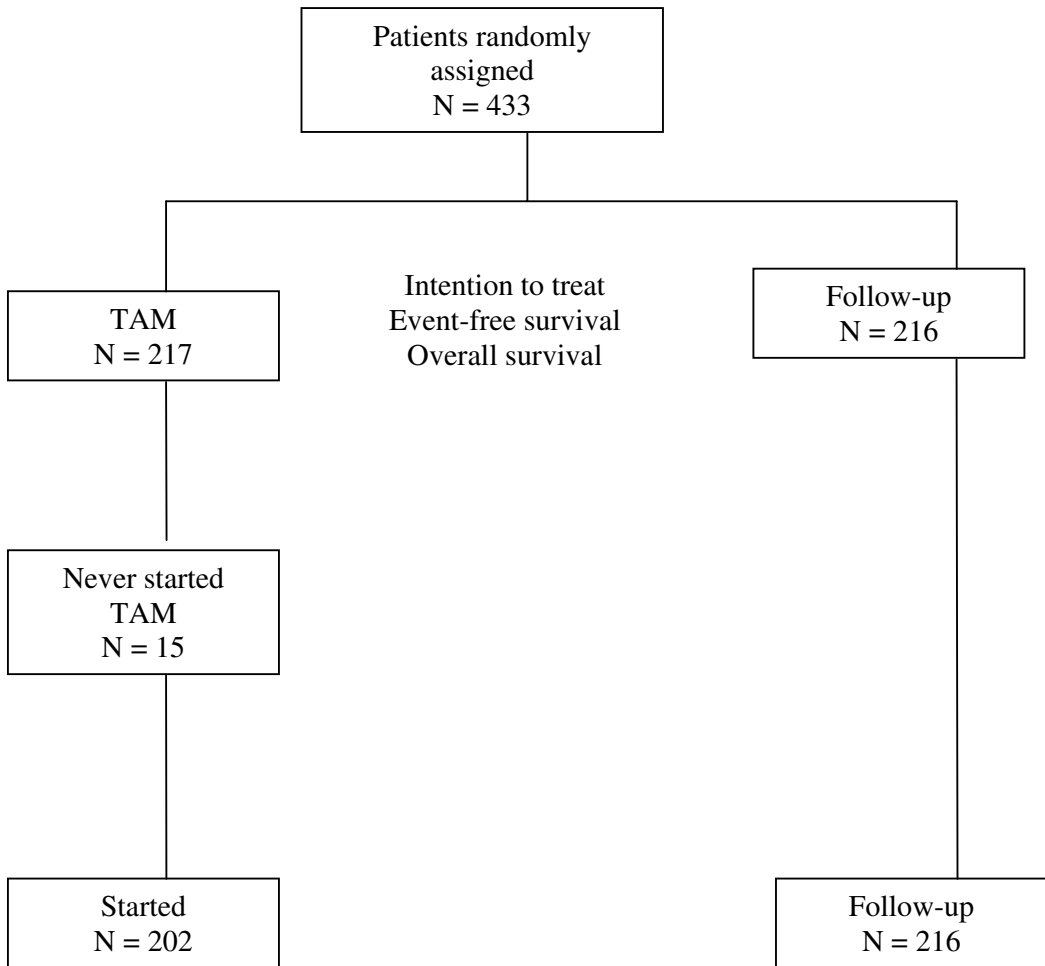 Patients randomly
assigned
N = 433
TAM
N = 217
Intention to treat
Event-free survival
Overall survival
Follow-up
N = 216
Never started
TAM
N = 15
Started
N = 202
Follow-up
N = 216